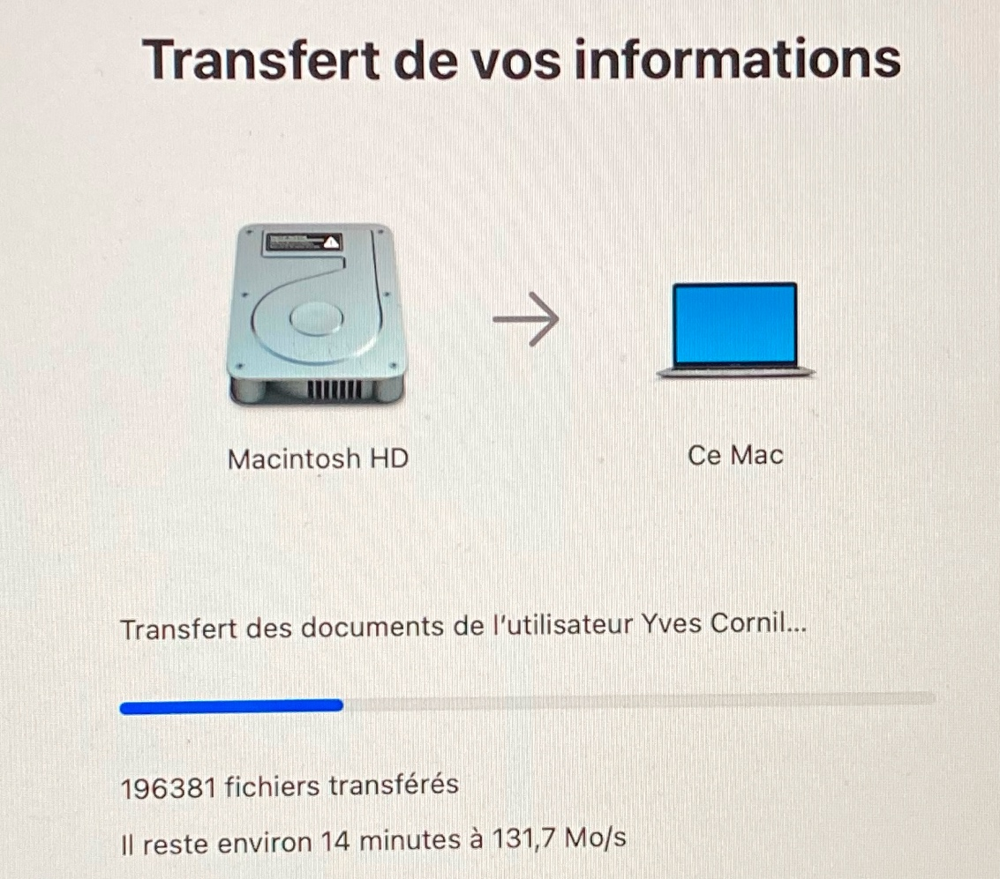 Transfert de vos informations
Macintosh HD
Ce Mac
Transfert des documents de l'utilisateur Yves Cornil...
196381 fichiers transférés
Il reste environ 14 minutes à 131,7 Mo/s